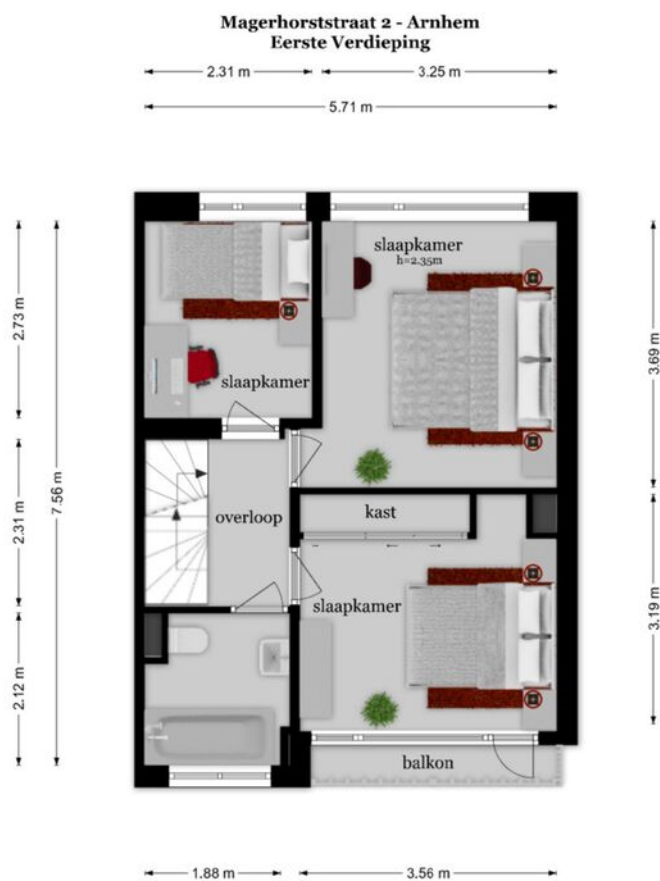 Magerhorststraat 2 - Arnhem
Eerste Verdieping
2.31 m
3.25 m
5.71 m
slaapkamer
h=2.35m
2.73 m
3.69 m
slaapkamer
7.56 m
2.31 m
overloop
kast
slaapkamer
3.19 m
2.12 m
balkon
1.88 m
3.56 m